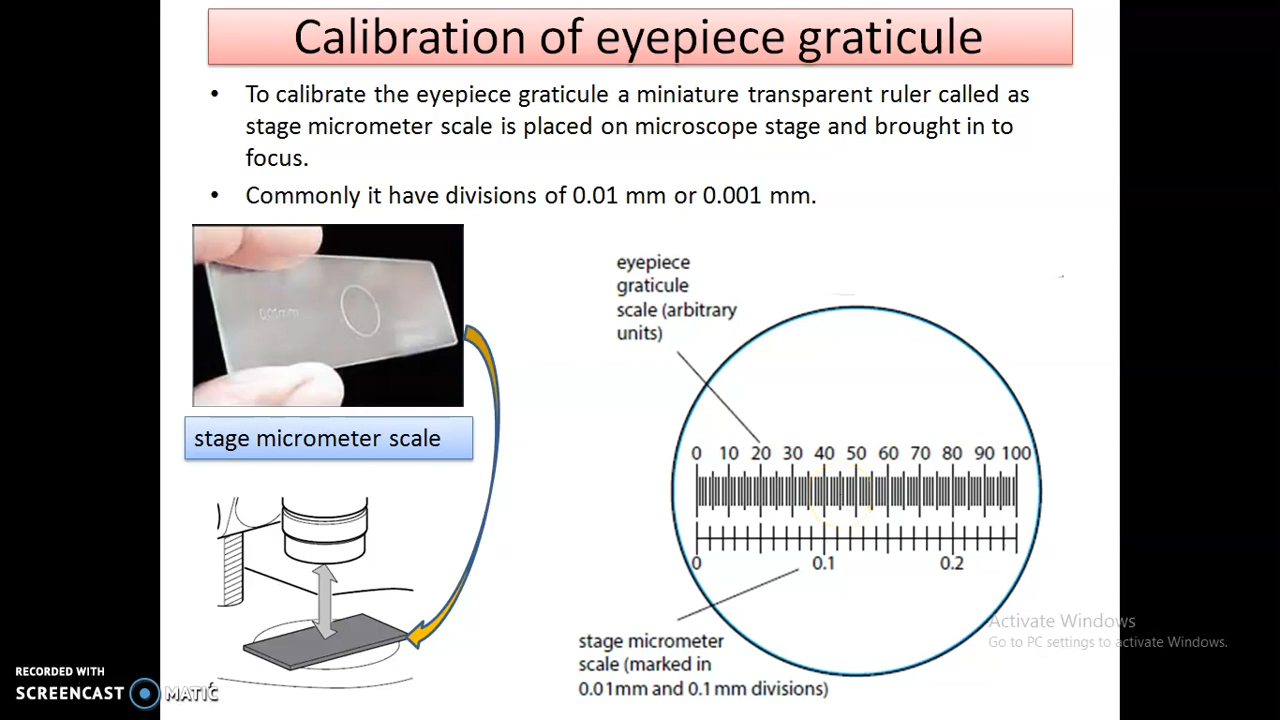 Calibration of eyepiece graticule
• To calibrate the eyepiece graticule a miniature transparent ruler called as
stage micrometer scale is placed on microscope stage and brought in to
focus.
• Commonly it have divisions of 0.01 mm or 0.001 mm.
0.01mm
stage micrometer scale
eyepiece
graticule
scale (arbitrary
units)
0 10 20 30 40 50 60 70 80 90 100
0 0.1 0.2
stage micrometer
scale (marked in
0.01mm and 0.1mm divisions)
Activate Windows
Go to PC settings to activate Windows.
RECORDED WITH
SCREENCAST MATIC